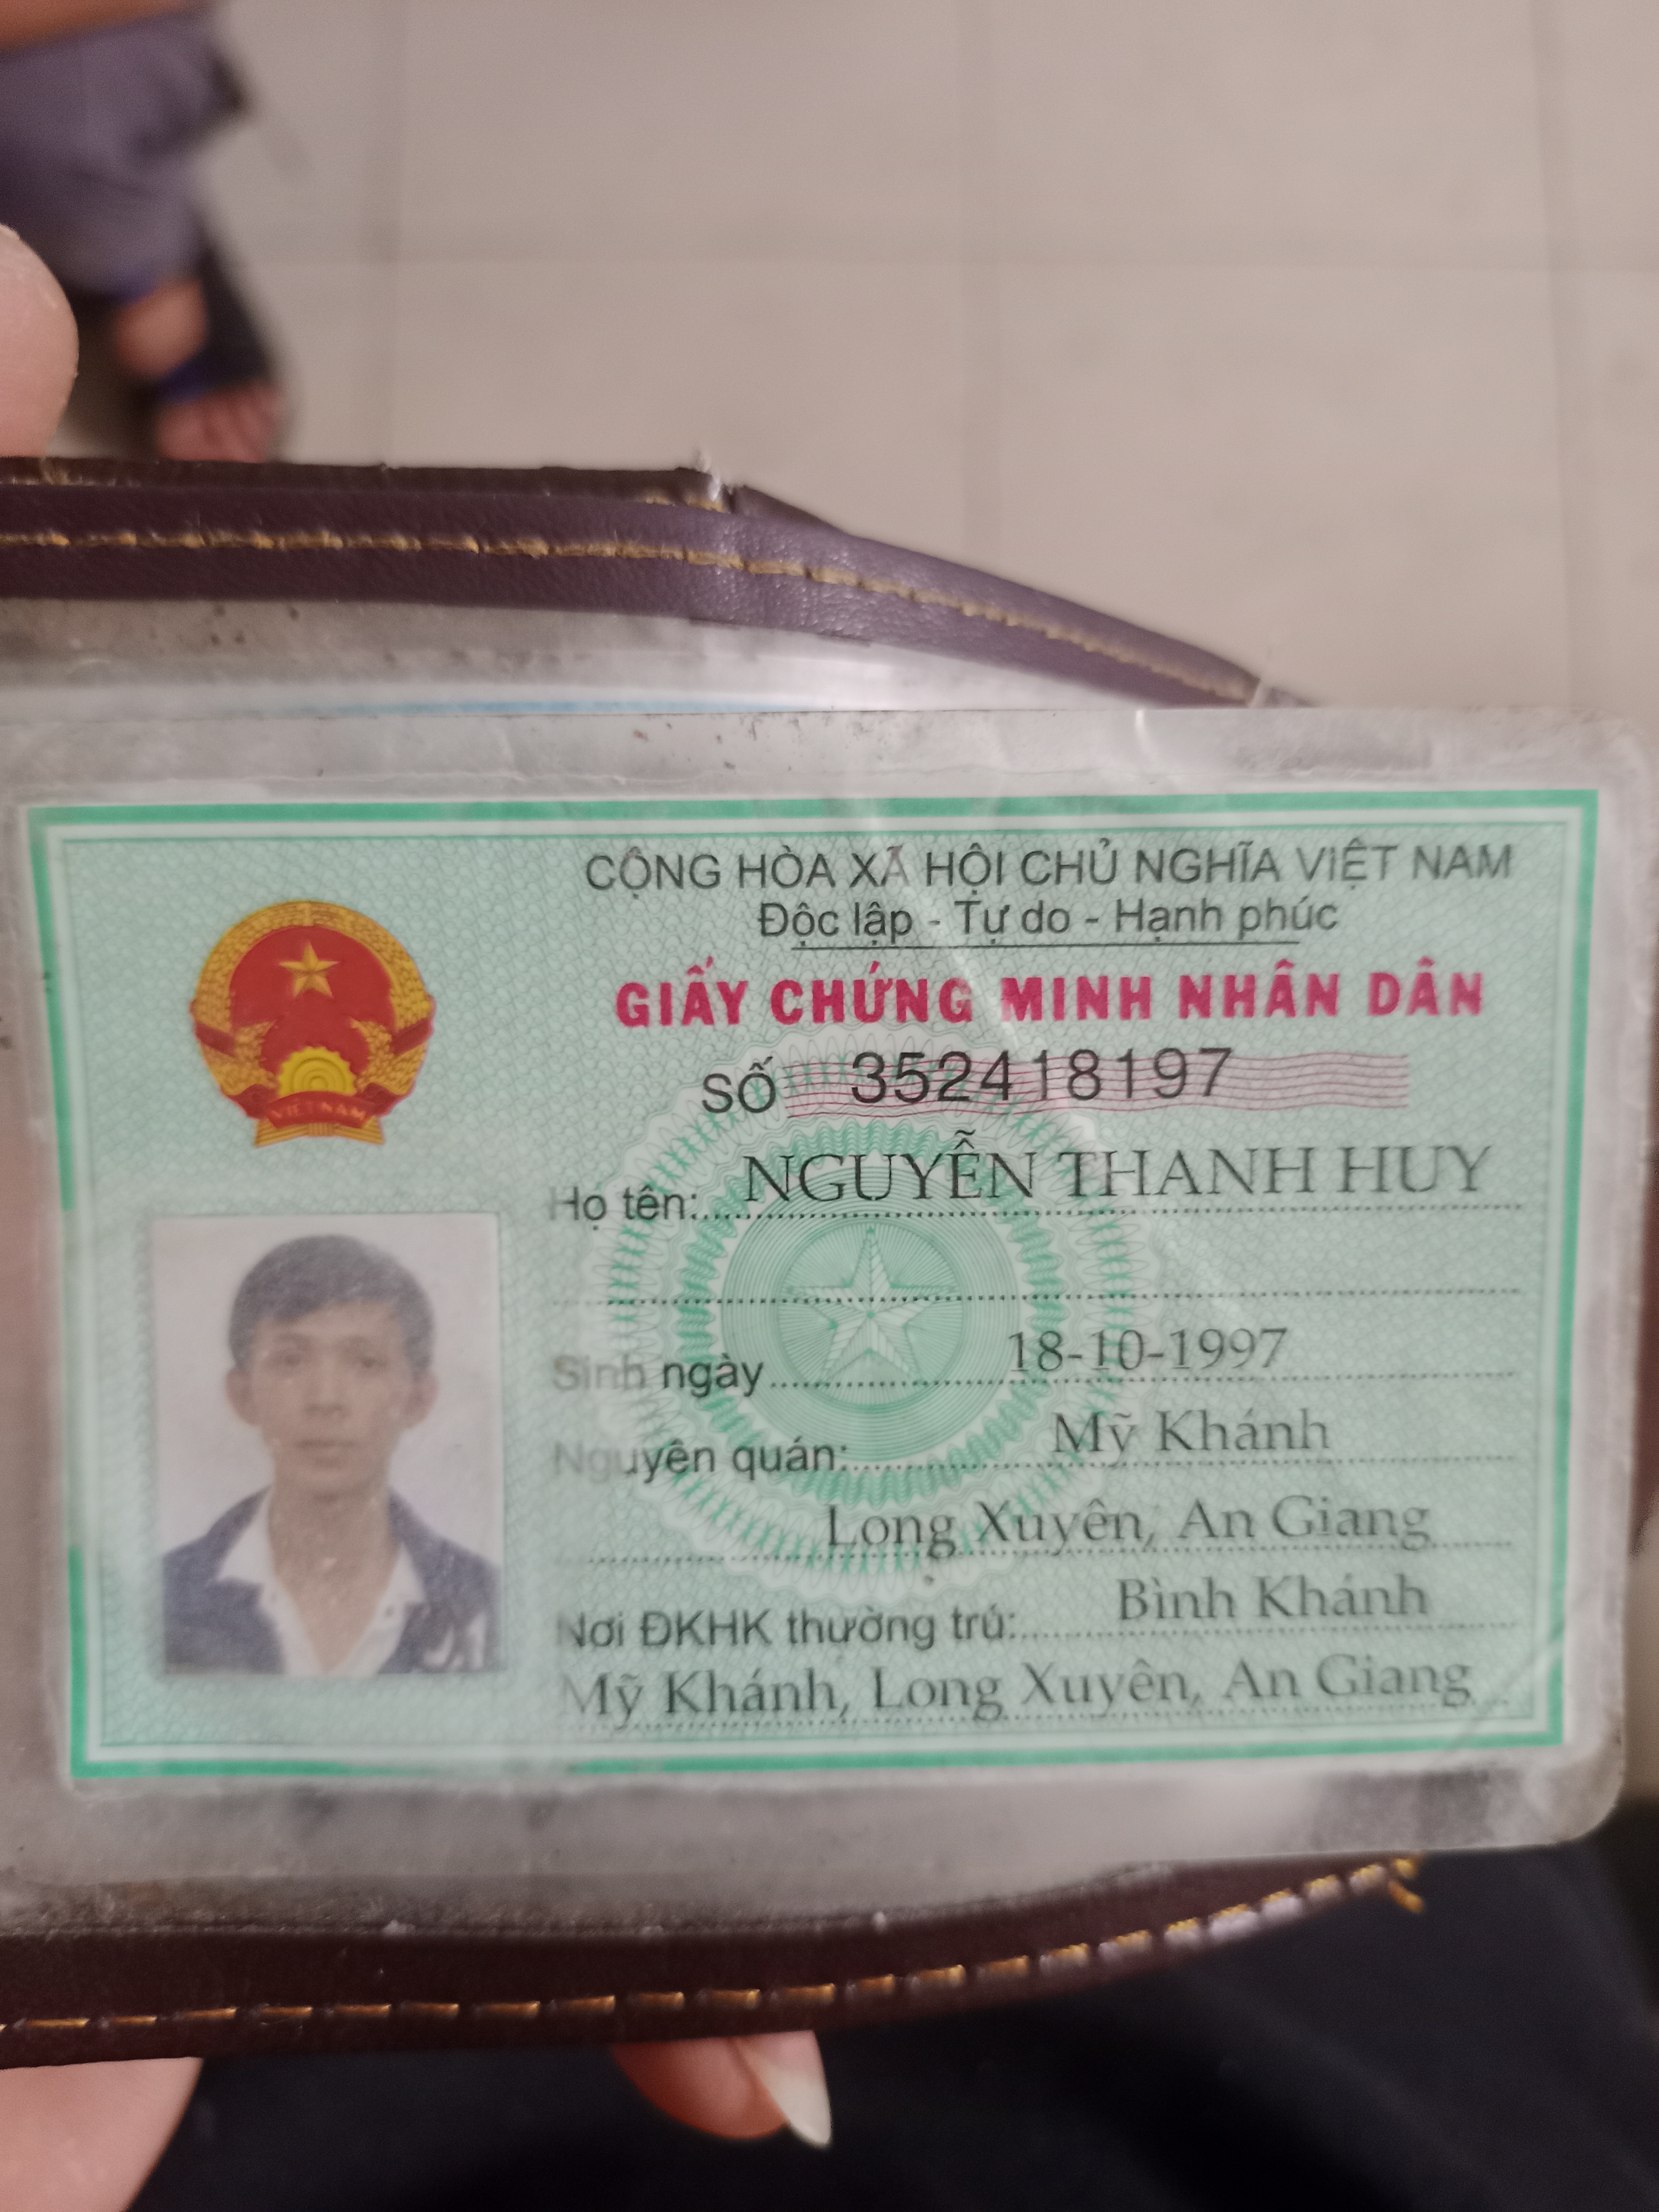 CỘNG HÒA XÃ HỘI CHỦ NGHĨA VIỆT NAM
Độc lập - Tự do - Hạnh phúc
GIẤY CHỨNG MINH NHÂN DÂN
SỐ 352418197
Họ tên: NGUYỄN THANH HUY
Sinh ngày 18-10-1997
Nguyên quán: Mỹ Khánh
Long Xuyên, An Giang
Nơi ĐKHK thường trú: Bình Khánh
Mỹ Khánh, Long Xuyên, An Giang
VIET NAM